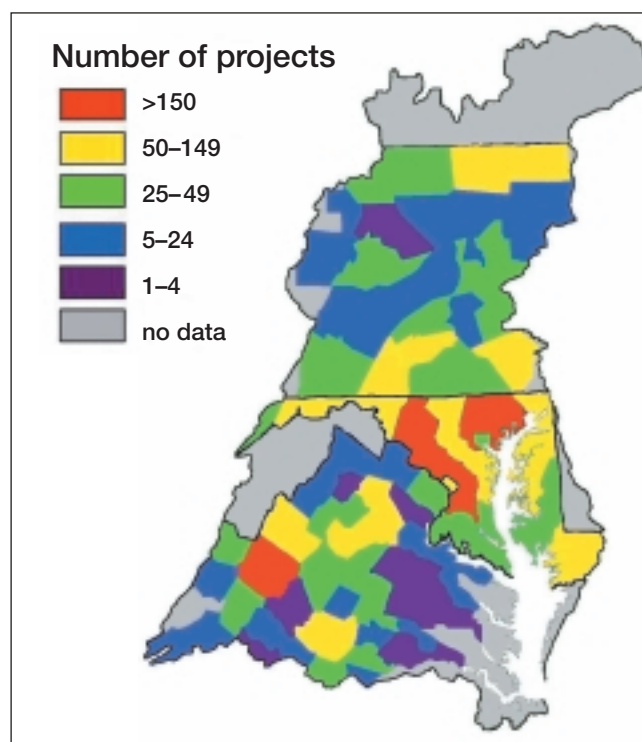 Number of projects
>150
50–149
25–49
5–24
1–4
no data